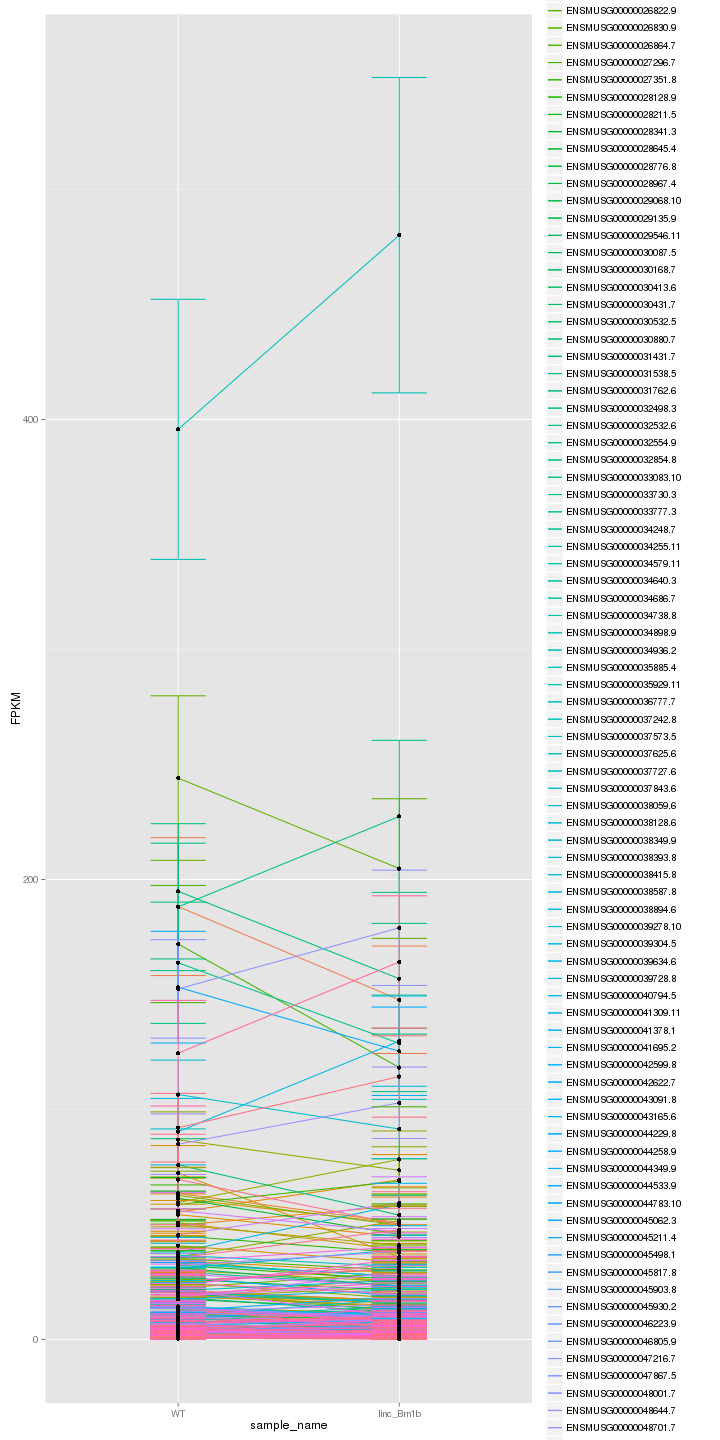 400
200
0
FPKM
WT
linc_Brn1b
sample_name
ENSMUSG00000026822.9
ENSMUSG00000026830.9
ENSMUSG00000026864.7
ENSMUSG00000027296.7
ENSMUSG00000027351.8
ENSMUSG00000028128.9
ENSMUSG00000028211.5
ENSMUSG00000028341.3
ENSMUSG00000028645.4
ENSMUSG00000028776.8
ENSMUSG00000028967.4
ENSMUSG00000029068.10
ENSMUSG00000029135.9
ENSMUSG00000029546.11
ENSMUSG00000030087.5
ENSMUSG00000030168.7
ENSMUSG00000030413.6
ENSMUSG00000030431.7
ENSMUSG00000030532.5
ENSMUSG00000030880.7
ENSMUSG00000031431.7
ENSMUSG00000031538.5
ENSMUSG00000031762.6
ENSMUSG00000032498.3
ENSMUSG00000032532.6
ENSMUSG00000032554.9
ENSMUSG00000032854.8
ENSMUSG00000033083.10
ENSMUSG00000033730.3
ENSMUSG00000033777.3
ENSMUSG00000034248.7
ENSMUSG00000034255.11
ENSMUSG00000034579.11
ENSMUSG00000034640.3
ENSMUSG00000034686.7
ENSMUSG00000034738.8
ENSMUSG00000034898.9
ENSMUSG00000034936.2
ENSMUSG00000035885.4
ENSMUSG00000035929.11
ENSMUSG00000036777.7
ENSMUSG00000037242.8
ENSMUSG00000037573.5
ENSMUSG00000037625.6
ENSMUSG00000037727.6
ENSMUSG00000037843.6
ENSMUSG00000038059.6
ENSMUSG00000038128.6
ENSMUSG00000038349.9
ENSMUSG00000038393.8
ENSMUSG00000038415.8
ENSMUSG00000038587.8
ENSMUSG00000038894.6
ENSMUSG00000039278.10
ENSMUSG00000039304.5
ENSMUSG00000039634.6
ENSMUSG00000039728.8
ENSMUSG00000040794.5
ENSMUSG00000041309.11
ENSMUSG00000041378.1
ENSMUSG00000041695.2
ENSMUSG00000042599.8
ENSMUSG00000042622.7
ENSMUSG00000043091.8
ENSMUSG00000043165.6
ENSMUSG00000044229.8
ENSMUSG00000044258.9
ENSMUSG00000044349.9
ENSMUSG00000044533.9
ENSMUSG00000044783.10
ENSMUSG00000045062.3
ENSMUSG00000045211.4
ENSMUSG00000045498.1
ENSMUSG00000045817.8
ENSMUSG00000045903.8
ENSMUSG00000045930.2
ENSMUSG00000046223.9
ENSMUSG00000046805.9
ENSMUSG00000047216.7
ENSMUSG00000047867.5
ENSMUSG00000048001.7
ENSMUSG00000048644.7
ENSMUSG00000048701.7